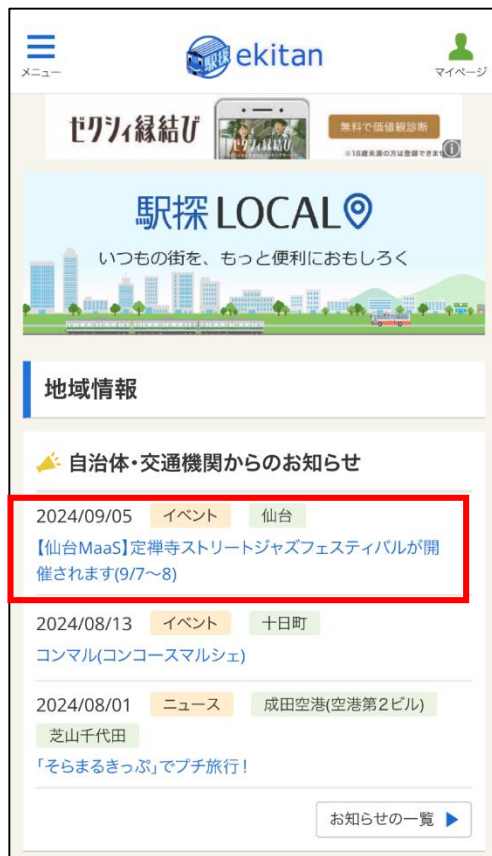 ekitan
メニュー
マイページ
ゼクシィ縁結び
無料で価値観診断
※18歳未満の方は登録できません
駅探 LOCAL
いつもの街を、もっと便利におもしろく
地域情報
自治体・交通機関からのお知らせ
2024/09/05 イベント 仙台
【仙台MaaS】定禅寺ストリートジャズフェスティバルが開
催されます(9/7～8)
2024/08/13 イベント 十日町
コンマル(コンコースマルシェ)
2024/08/01 ニュース 成田空港(空港第2ビル)
芝山千代田
「そらまるきっぷ」でプチ旅行！
お知らせの一覧